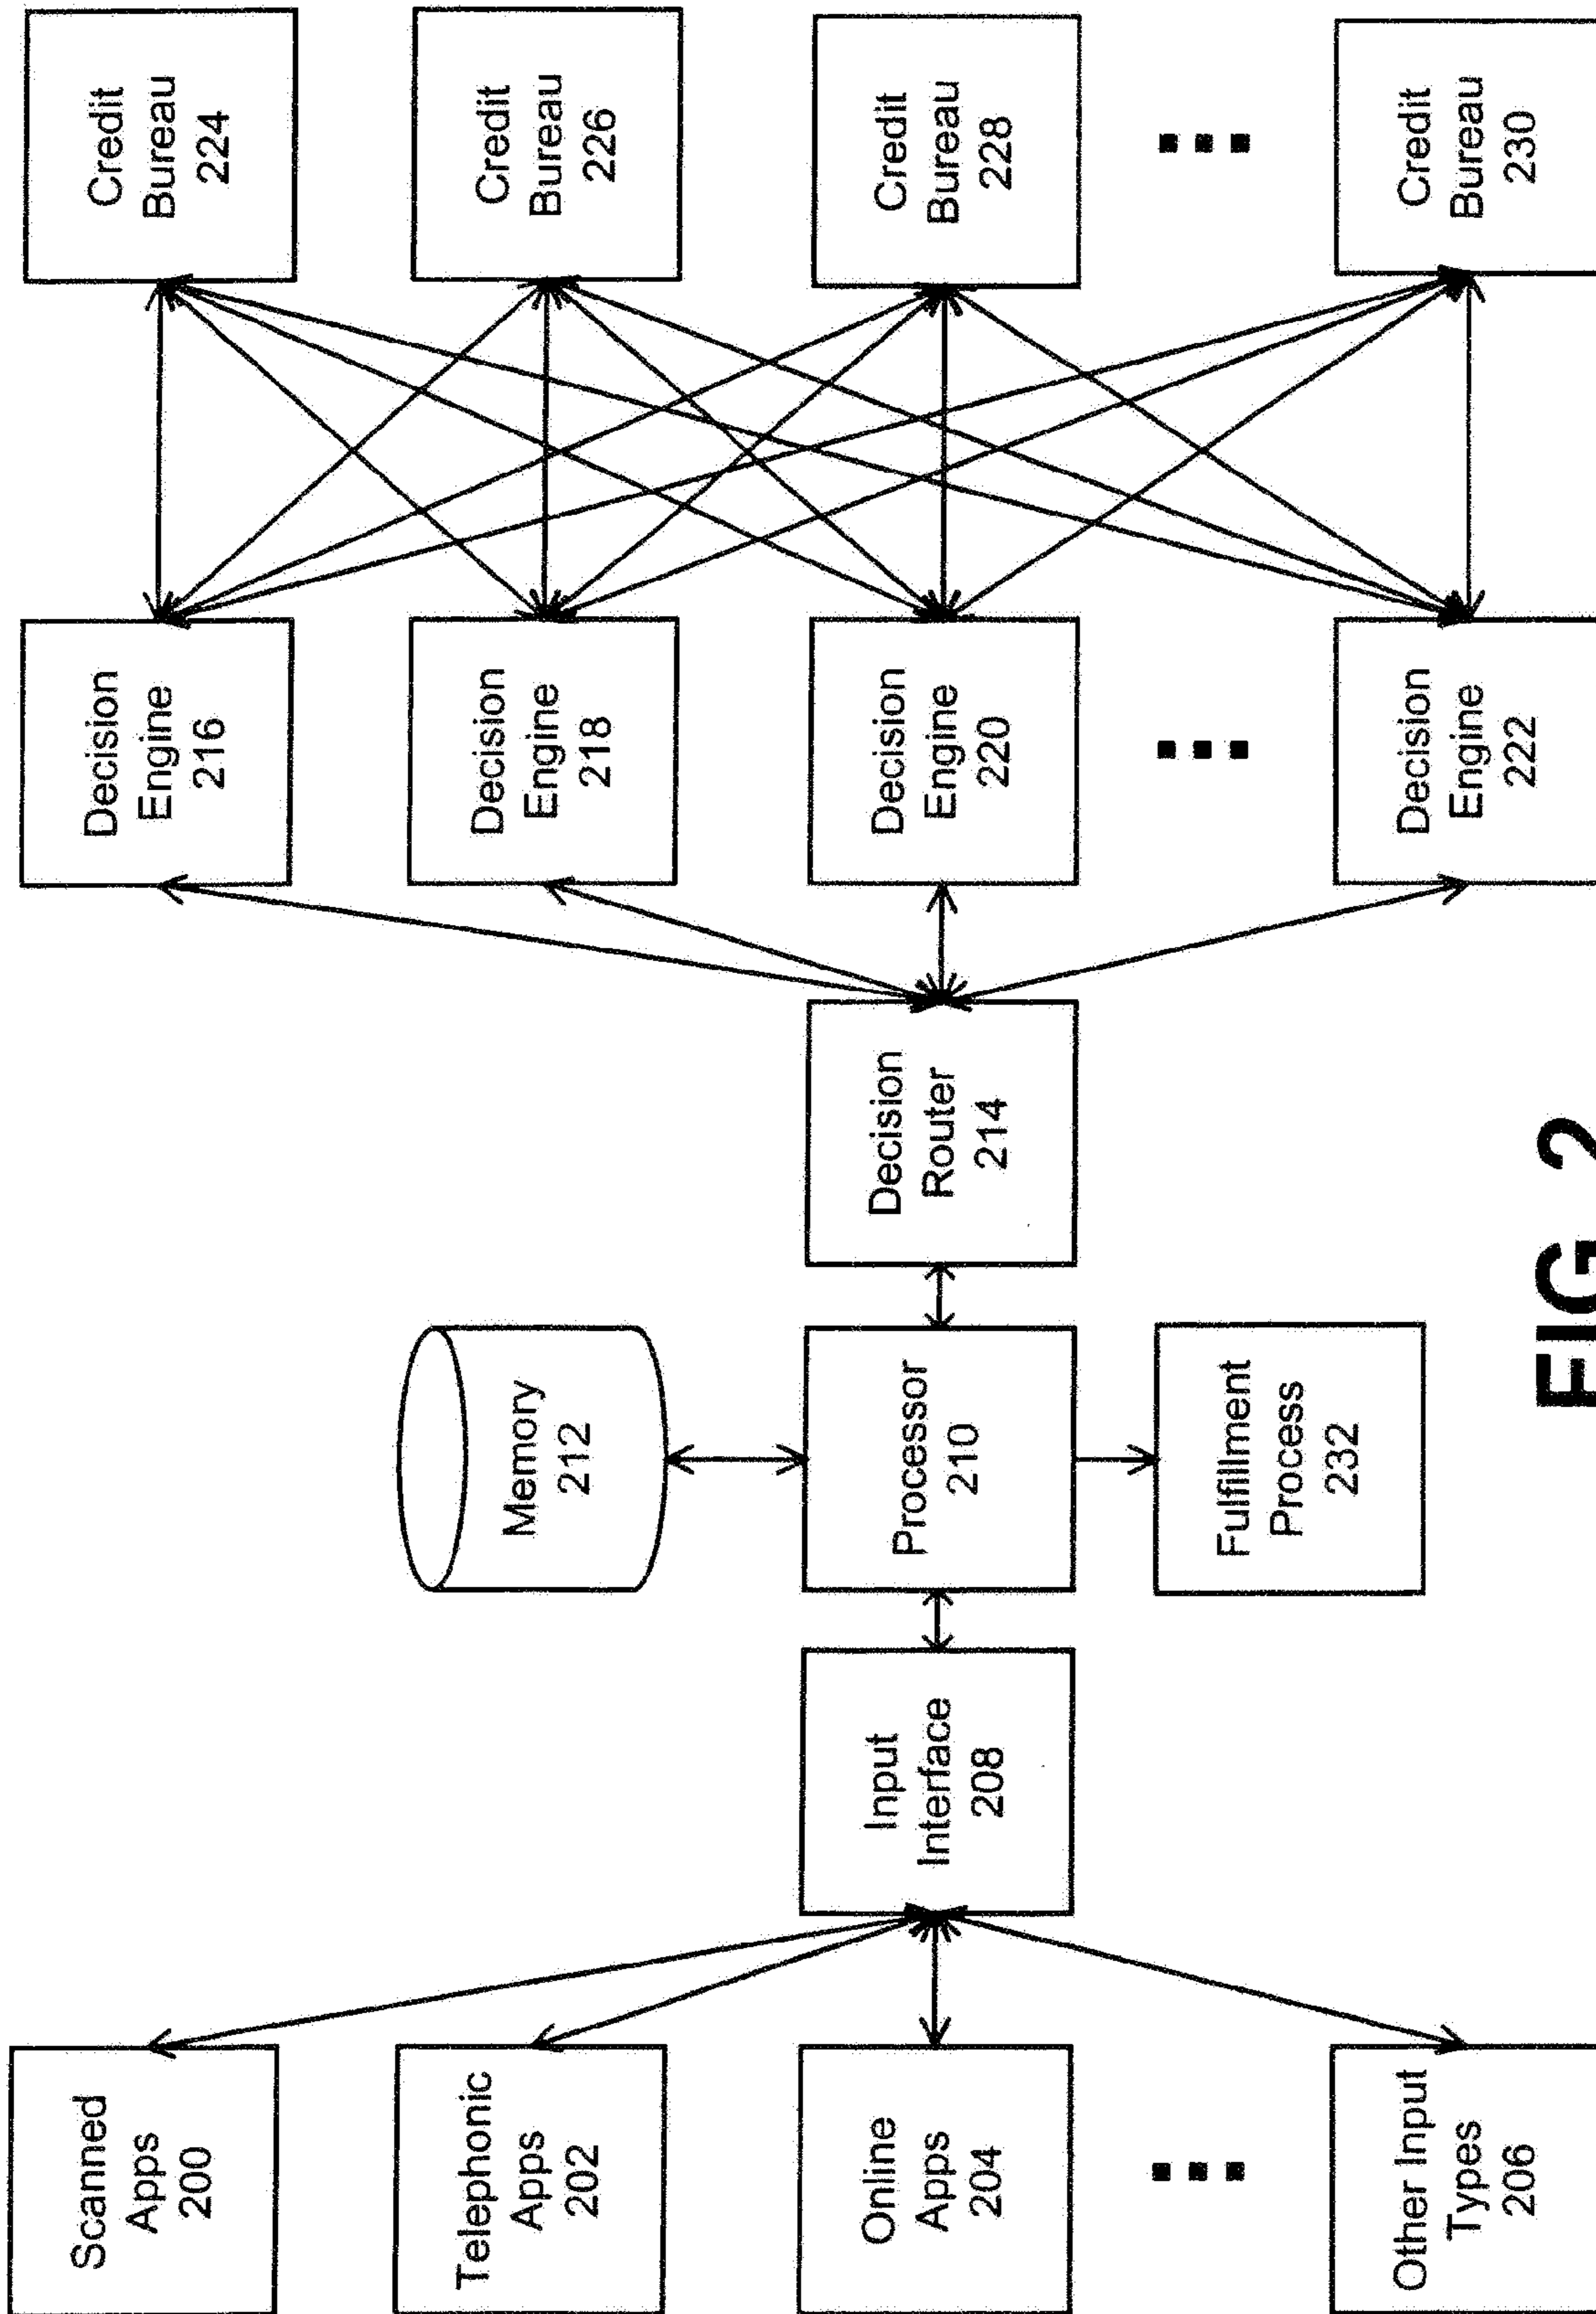 Scanned
Apps
200
Telephonic
Apps
202
Online
Apps
204
Other Input
Types
206
Input
Interface
208
Memory
212
Processor
210
Fulfillment
Process
232
Decision
Router
214
Decision
Engine
216
Decision
Engine
218
Decision
Engine
220
Decision
Engine
222
Credit
Bureau
224
Credit
Bureau
226
Credit
Bureau
228
Credit
Bureau
230
FIG. 2